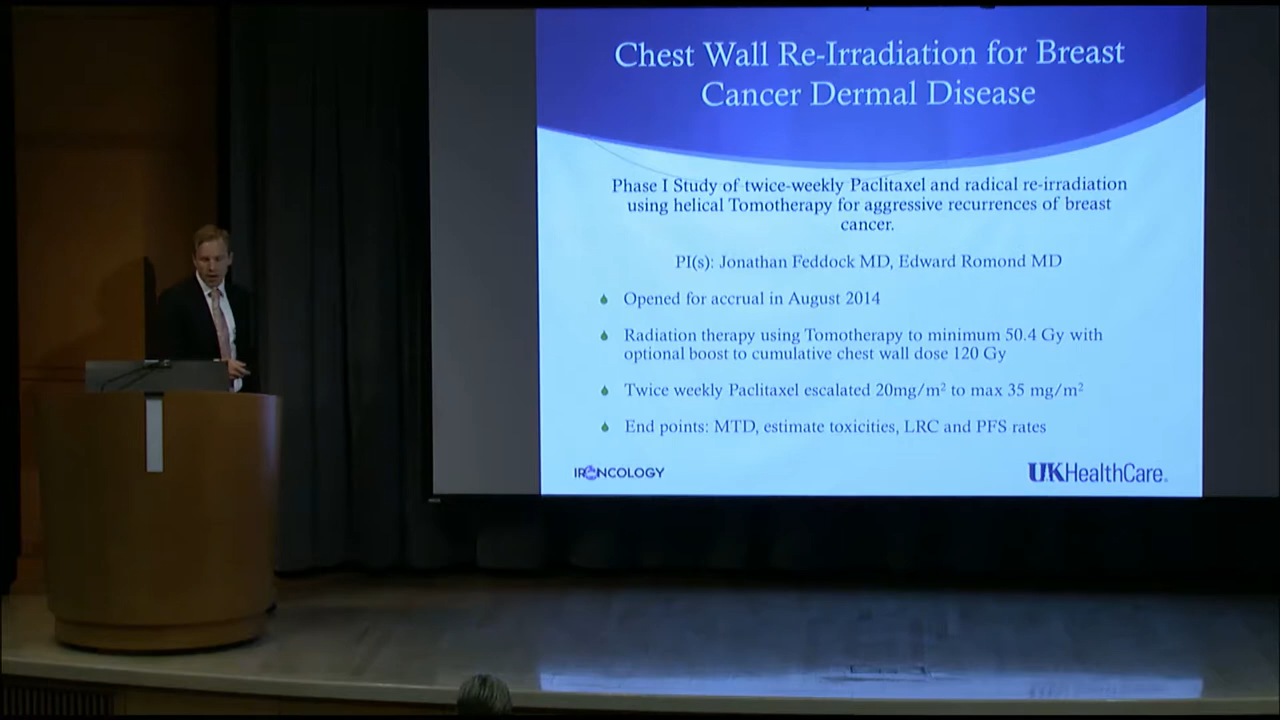 Chest Wall Re-Irradiation for Breast
Cancer Dermal Disease
Phase I Study of twice-weekly Paclitaxel and radical re-irradiation
using helical Tomotherapy for aggressive recurrences of breast
cancer.
PI(s): Jonathan Feddock MD, Edward Romond MD
Opened for accrual in August 2014
Radiation therapy using Tomotherapy to minimum 50.4 Gy with
optional boost to cumulative chest wall dose 120 Gy
Twice weekly Paclitaxel escalated 20mg/m² to max 35 mg/m²
End points: MTD, estimate toxicities, LRC and PFS rates
IRONCOLOGY
UKHealthCare.